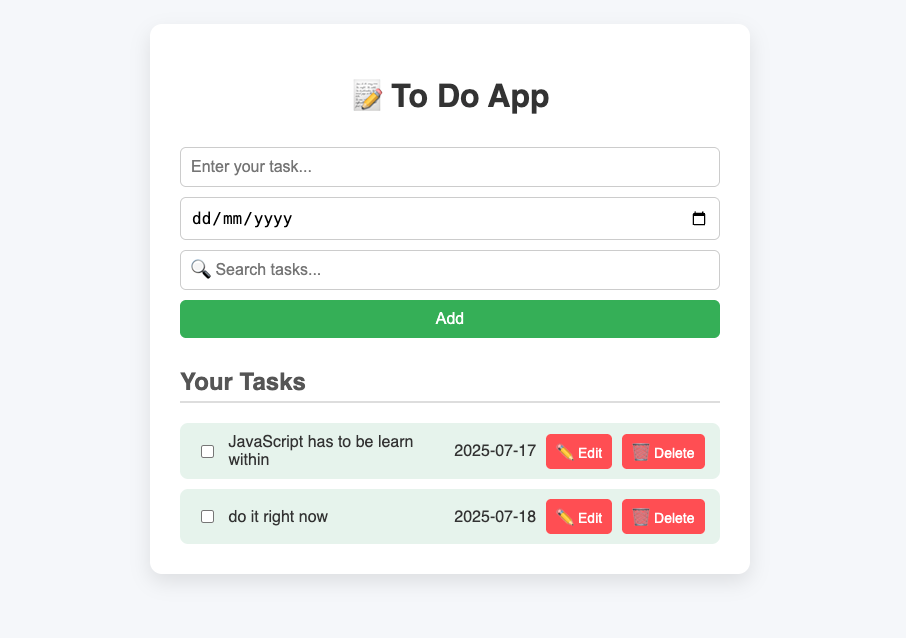 📝 To Do App
Enter your task...
dd/mm/yyyy
🔍 Search tasks...
Add
Your Tasks
JavaScript has to be learn
within
2025-07-17
✏️ Edit
🗑️ Delete
do it right now
2025-07-18
✏️ Edit
🗑️ Delete